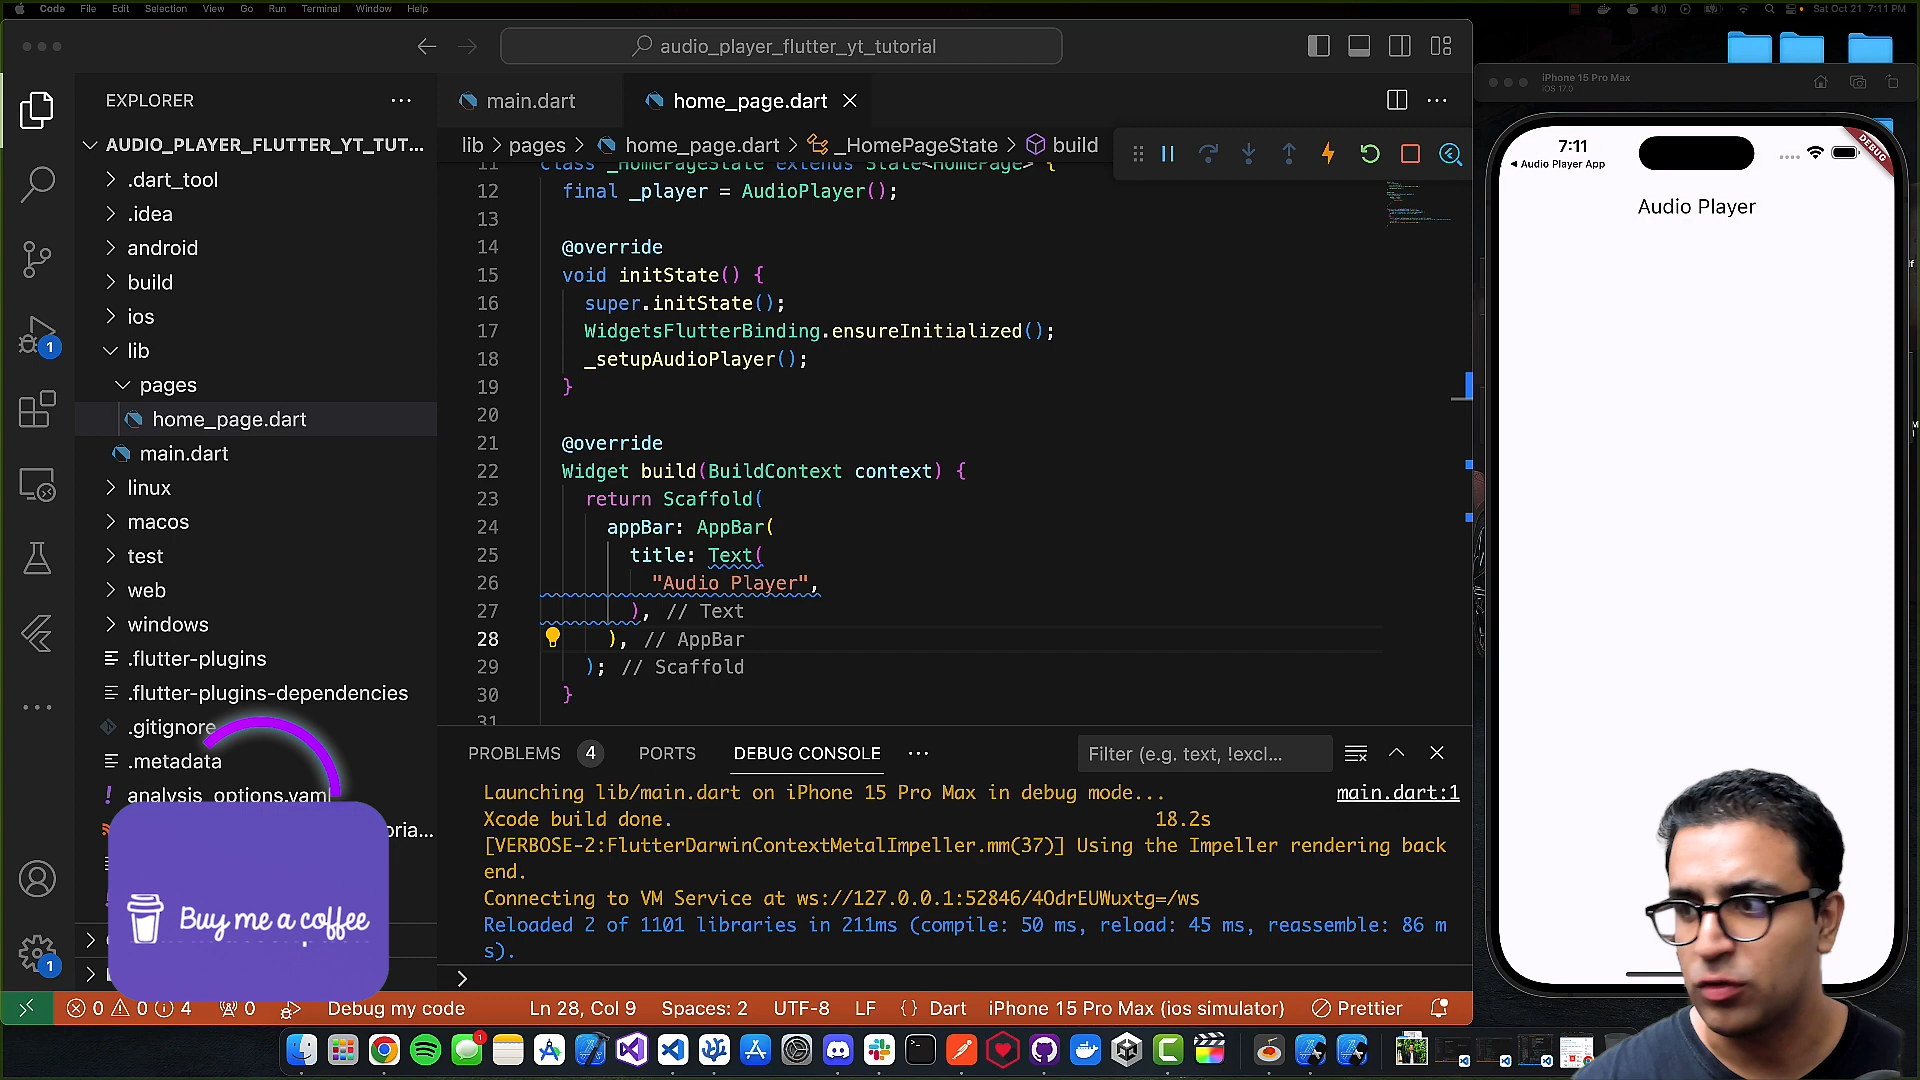 Code File Edit Selection View Go Run Terminal Window Help
Sat Oct 21 7:11 PM
audio_player_flutter_yt_tutorial
EXPLORER
AUDIO_PLAYER_FLUTTER_YT_TUT...
.dart_tool
.idea
android
build
ios
lib
pages
home_page.dart
main.dart
linux
macos
test
web
windows
.flutter-plugins
.flutter-plugins-dependencies
.gitignore
.metadata
analysis_options.yaml
oria...
1
1
Buy me a coffee
main.dart
home_page.dart
lib > pages > home_page.dart > _HomePageState > build
11 class _HomePageState extends State<HomePage> {
12 final _player = AudioPlayer();
13
14 @override
15 void initState() {
16 super.initState();
17 WidgetsFlutterBinding.ensureInitialized();
18 _setupAudioPlayer();
19 }
20
21 @override
22 Widget build(BuildContext context) {
23 return Scaffold(
24 appBar: AppBar(
25 title: Text(
26 "Audio Player",
27 ), // Text
28 ), // AppBar
29 ); // Scaffold
30 }
31
PROBLEMS 4 PORTS DEBUG CONSOLE ...
Filter (e.g. text, !excl...
Launching lib/main.dart on iPhone 15 Pro Max in debug mode...
main.dart:1
Xcode build done. 18.2s
[VERBOSE-2:FlutterDarwinContextMetalImpeller.mm(37)] Using the Impeller rendering back
end.
Connecting to VM Service at ws://127.0.0.1:52846/4OdrEUWuxtg=/ws
Reloaded 2 of 1101 libraries in 211ms (compile: 50 ms, reload: 45 ms, reassemble: 86 m
s).
>
0 0 4 0 Debug my code Ln 28, Col 9 Spaces: 2 UTF-8 LF {} Dart iPhone 15 Pro Max (ios simulator) Prettier
iPhone 15 Pro Max
iOS 17.0
7:11
Audio Player App
DEBUG
Audio Player
1